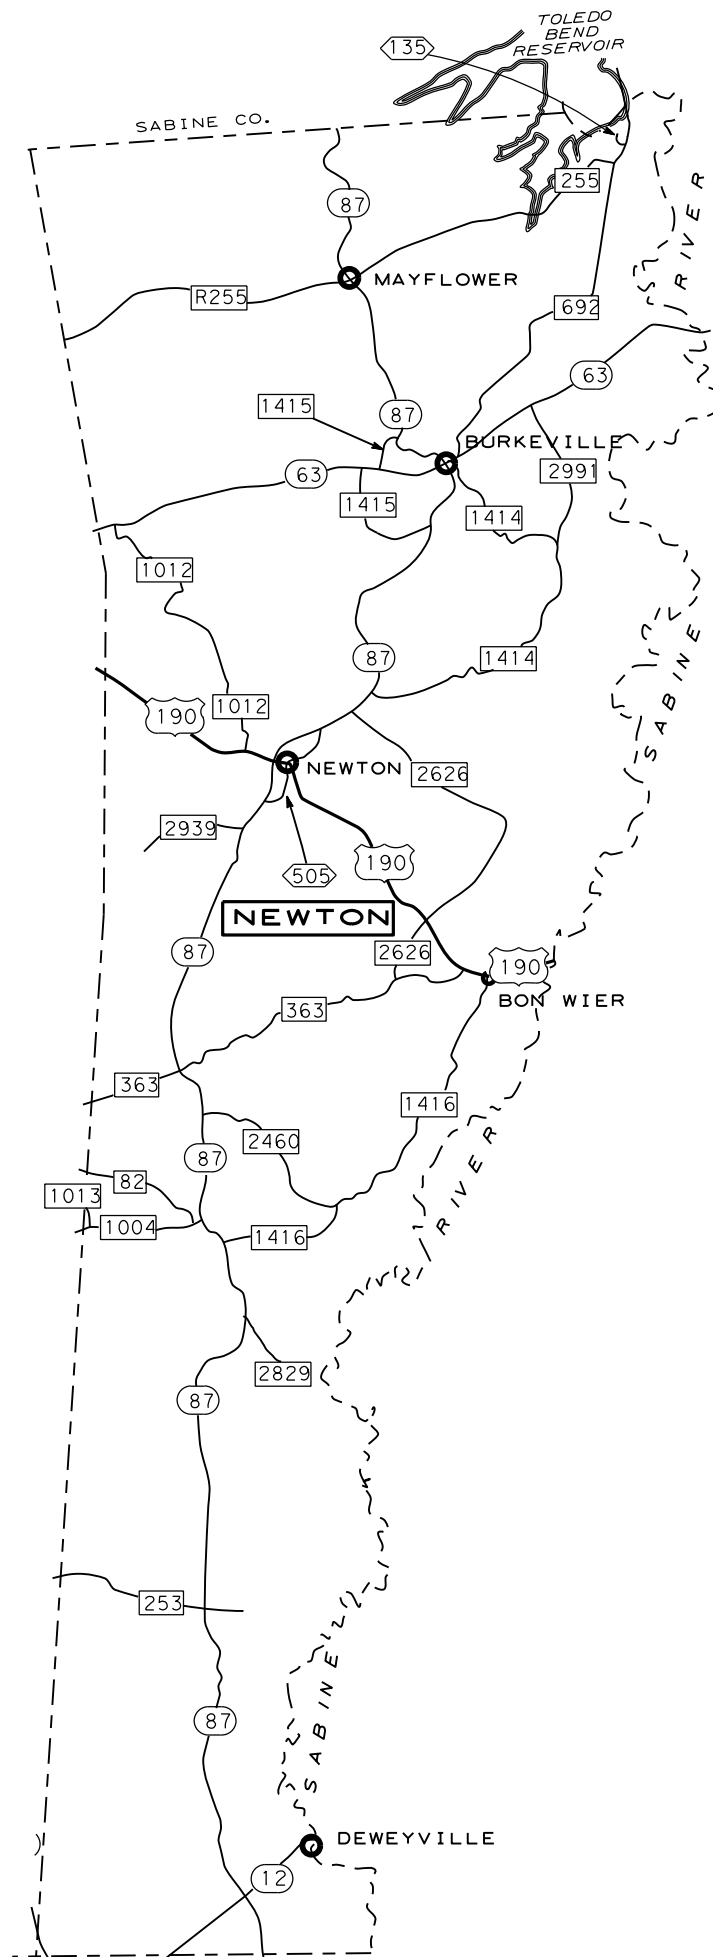 TOLEDO
BEND
RESERVOIR
135
SABINE CO.
255
87
RIVER
MAYFLOWER
R255
692
63
1415
87
BURKEVILLE
63
2991
1415
1414
1012
SABINE
87
1414
1012
190
NEWTON
2626
2939
190
505
NEWTON
87
2626
190
BON WIER
363
363
1416
RIVER
2460
87
82
1013
1004
1416
2829
87
253
SABINE
87
DEWEYVILLE
12
)